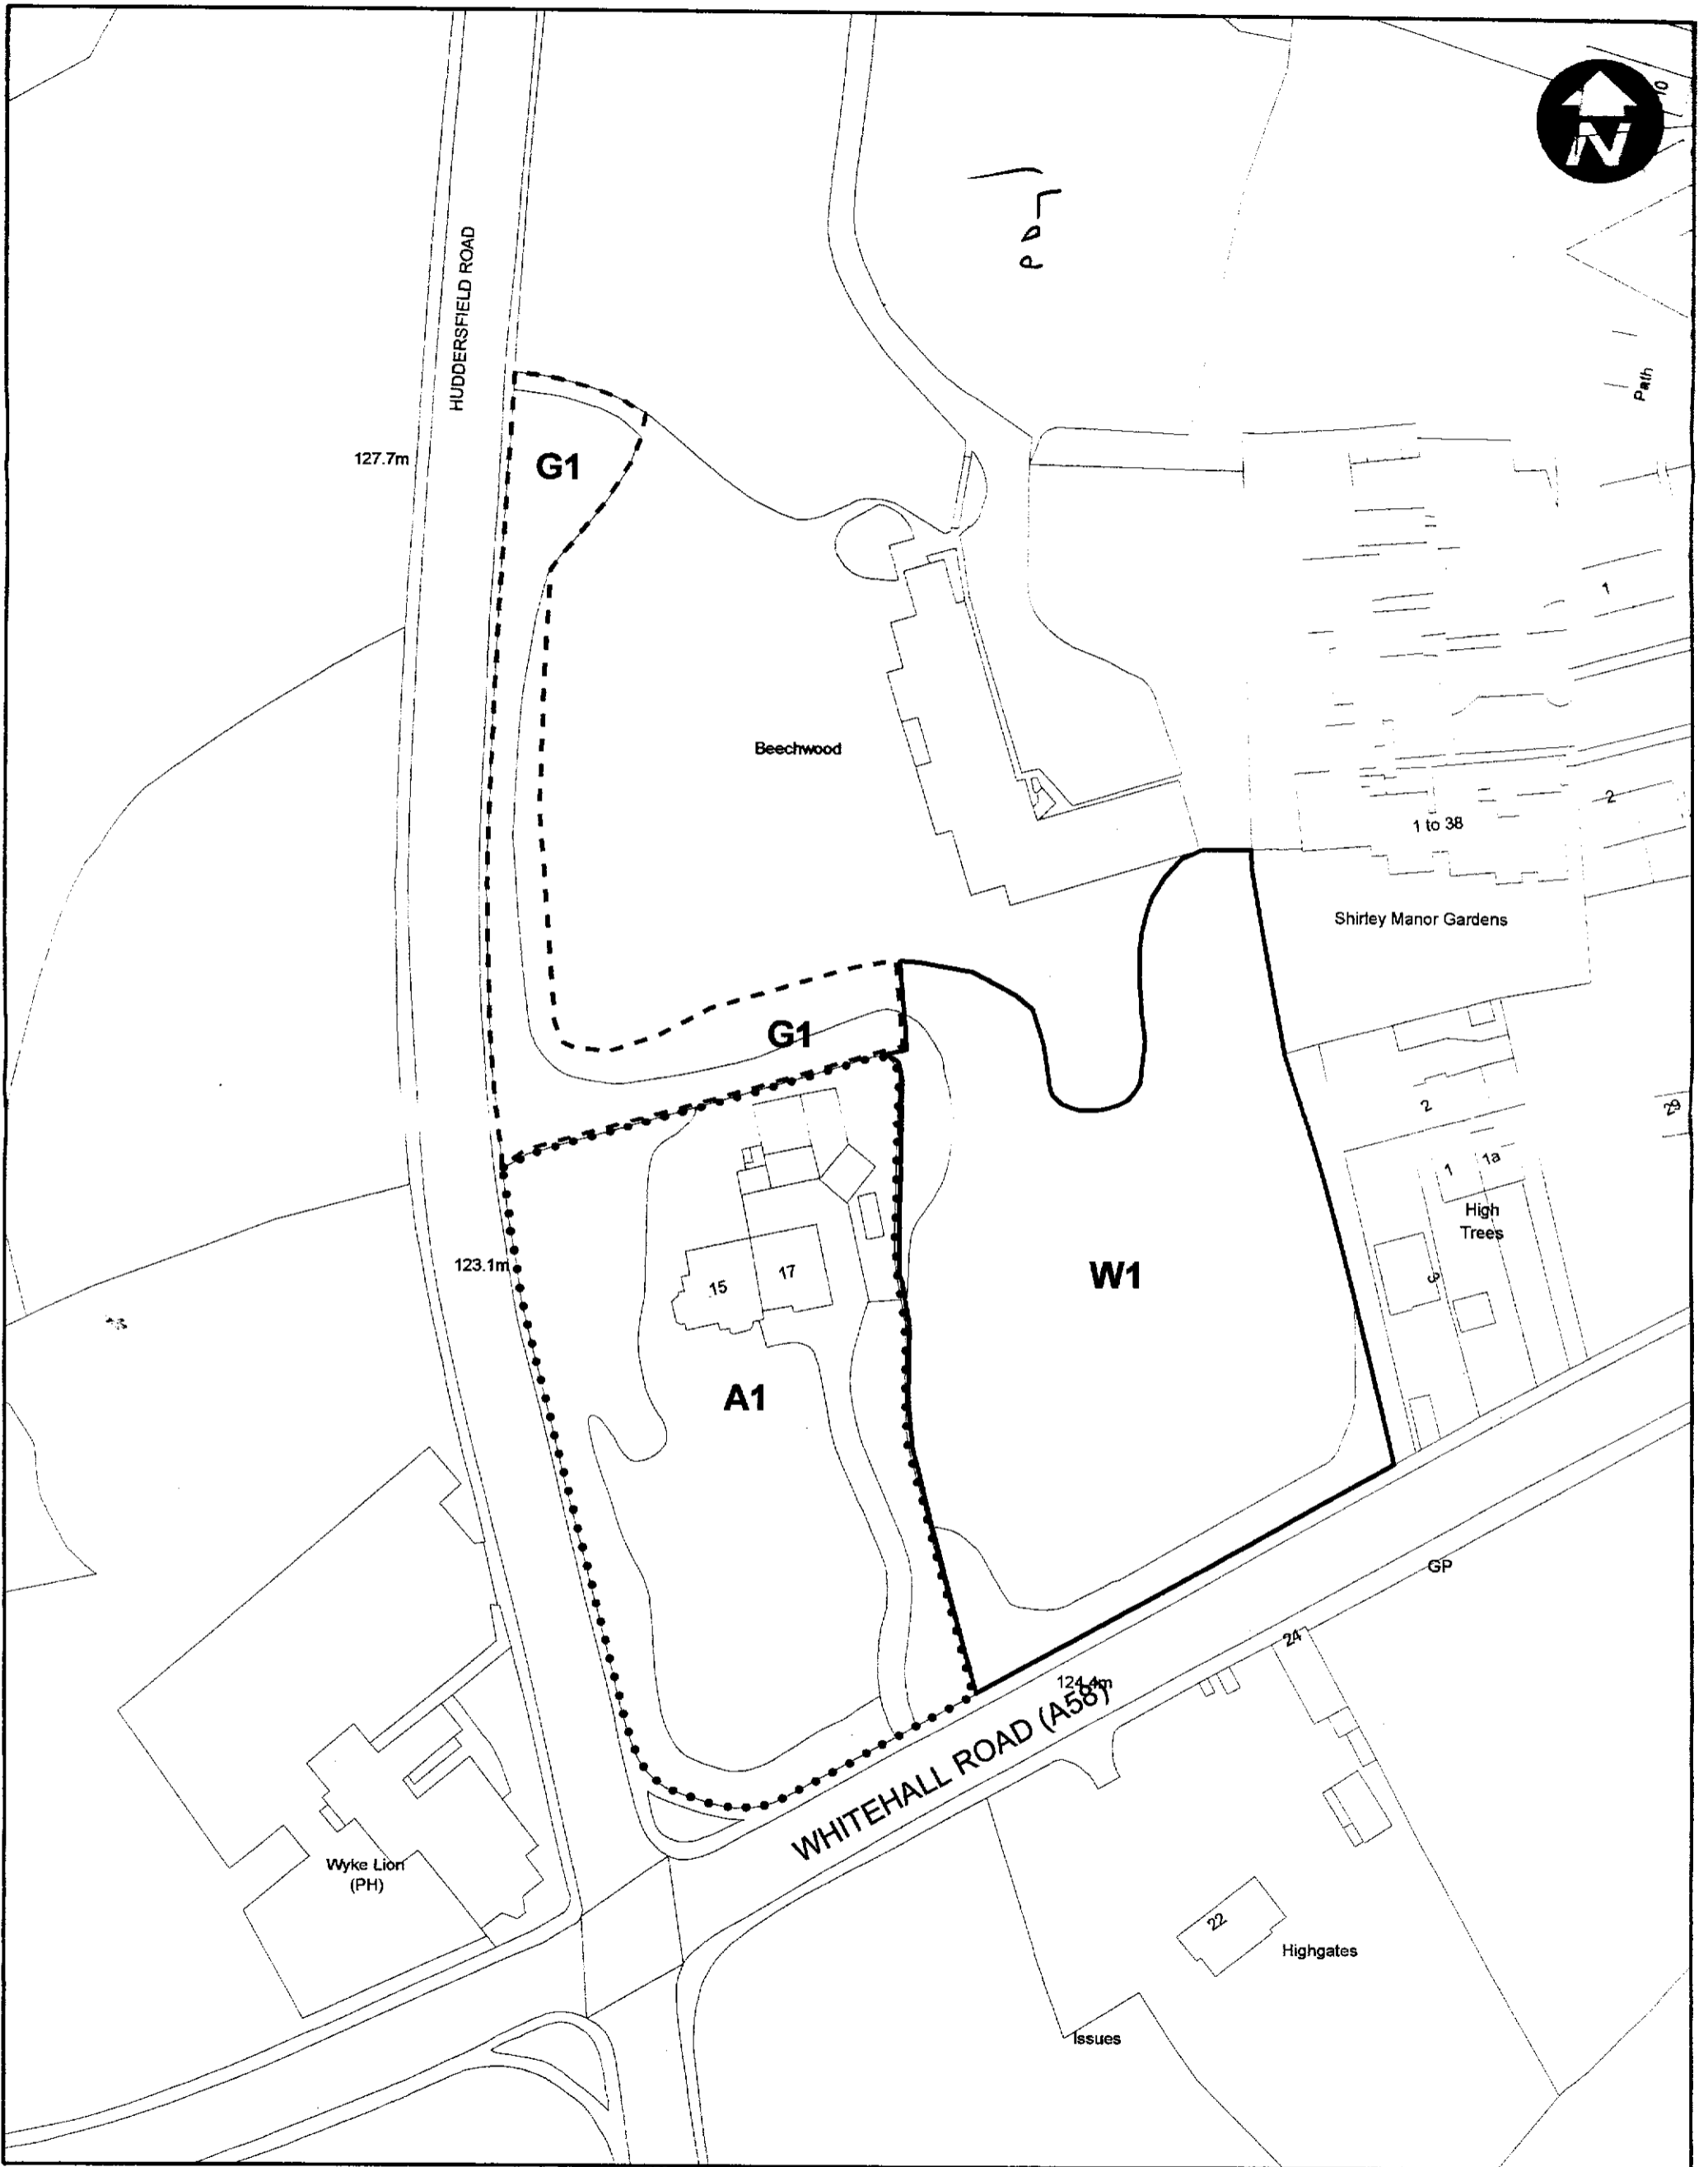 N
10
HUDDERSFIELD ROAD
Path
127.7m
G1
1
Beechwood
2
1 to 38
Shirley Manor Gardens
G1
2
29
1
1a
High
Trees
3
123.1m
15
17
W1
A1
GP
24
124.4m
WHITEHALL ROAD (A58)
Wyke Lion
(PH)
22
Highgates
Issues